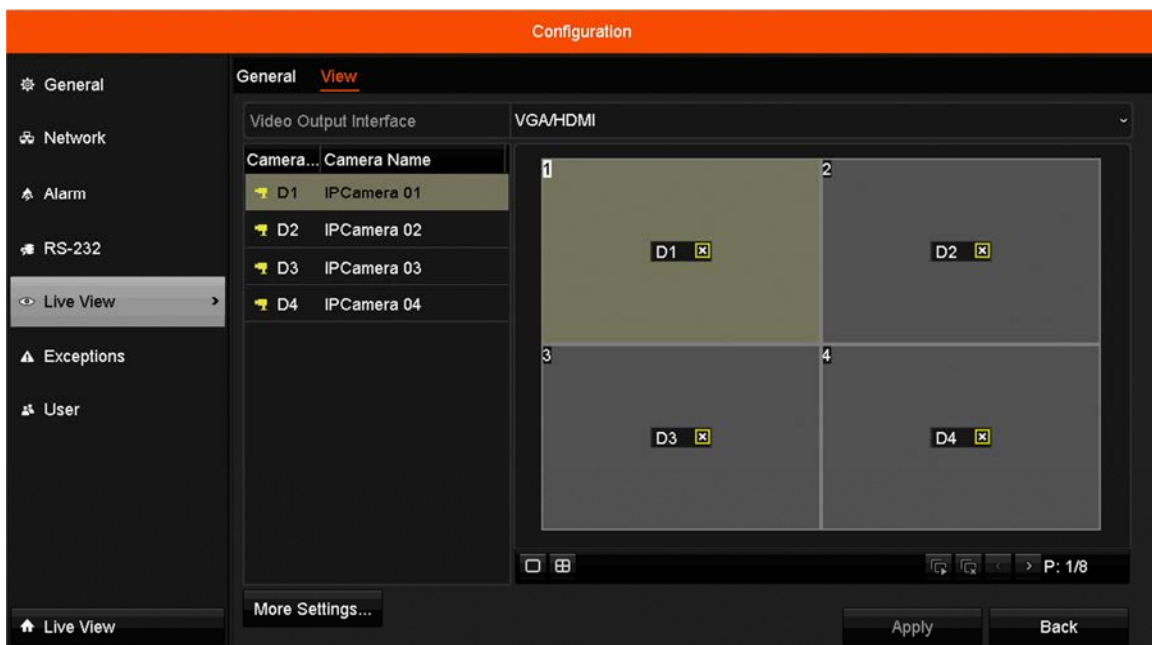 Configuration
General
Network
Alarm
RS-232
Live View
Exceptions
User
Live View
General View
Video Output Interface VGA/HDMI
Camera... Camera Name
D1 IPCamera 01
D2 IPCamera 02
D3 IPCamera 03
D4 IPCamera 04
1 2
D1 D2
3 4
D3 D4
P: 1/8
More Settings...
Apply Back